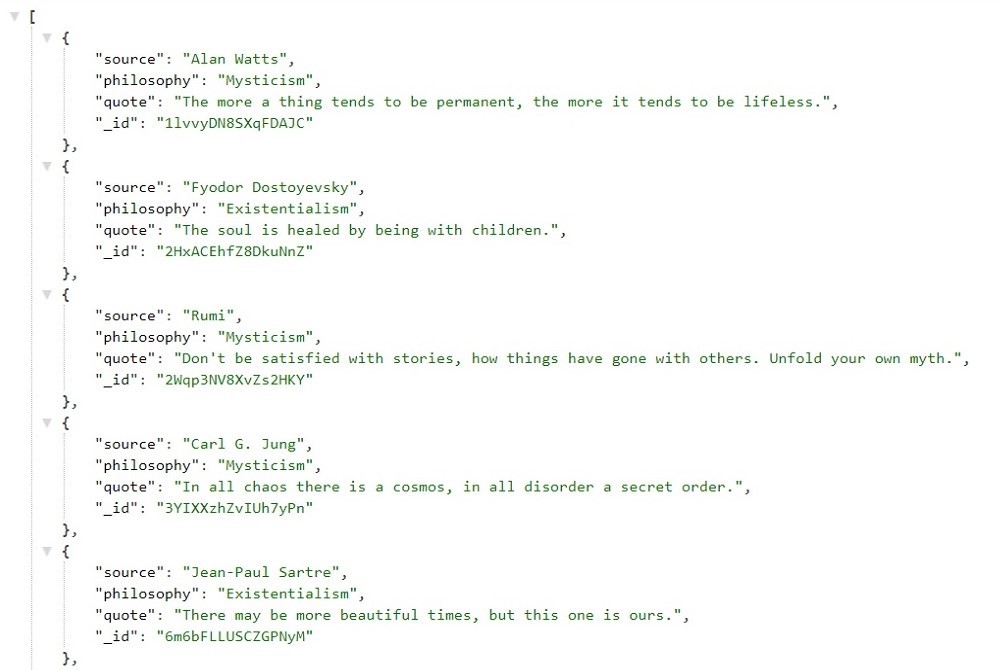 [
{
"source": "Alan Watts",
"philosophy": "Mysticism",
"quote": "The more a thing tends to be permanent, the more it tends to be lifeless.",
"_id": "1lvvyDN8SXqFDAJC"
},
{
"source": "Fyodor Dostoyevsky",
"philosophy": "Existentialism",
"quote": "The soul is healed by being with children.",
"_id": "2HxACEhfZ8DkuNnZ"
},
{
"source": "Rumi",
"philosophy": "Mysticism",
"quote": "Don't be satisfied with stories, how things have gone with others. Unfold your own myth.",
"_id": "2Wqp3NV8XvZs2HKY"
},
{
"source": "Carl G. Jung",
"philosophy": "Mysticism",
"quote": "In all chaos there is a cosmos, in all disorder a secret order.",
"_id": "3YIXXzhZvIUh7yPn"
},
{
"source": "Jean-Paul Sartre",
"philosophy": "Existentialism",
"quote": "There may be more beautiful times, but this one is ours.",
"_id": "6m6bFLLUSCZGPNyM"
},